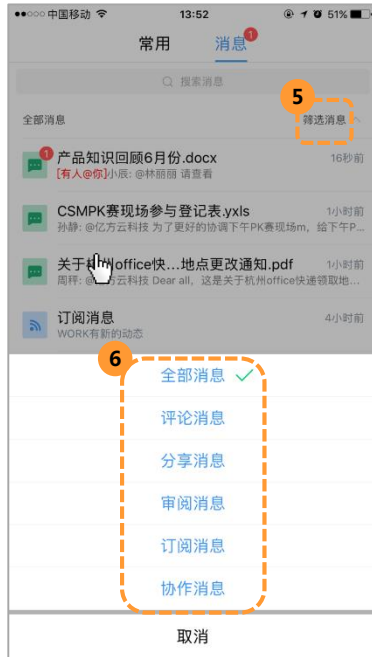 中国移动 13:52 51%
常用 消息 1
搜索消息
5
全部消息 筛选消息
1 产品知识回顾6月份.docx 16秒前
[有人@你]小辰: @林丽丽 请查看
CSMPK赛现场参与登记表.yxls 1小时前
孙静: @亿方云科技 为了更好的协调下午PK赛现场m，给下午P...
关于杭州office快...地点更改通知.pdf 1小时前
周秤: @亿方云科技 Dear all, 这是关于杭州office快递领取地...
订阅消息 4小时前
WORK有新的动态
6
全部消息
评论消息
分享消息
审阅消息
订阅消息
协作消息
取消